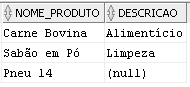 NOME_PRODUTO DESCRICAO
Carne Bovina Alimentício
Sabão em Pó Limpeza
Pneu 14 (null)